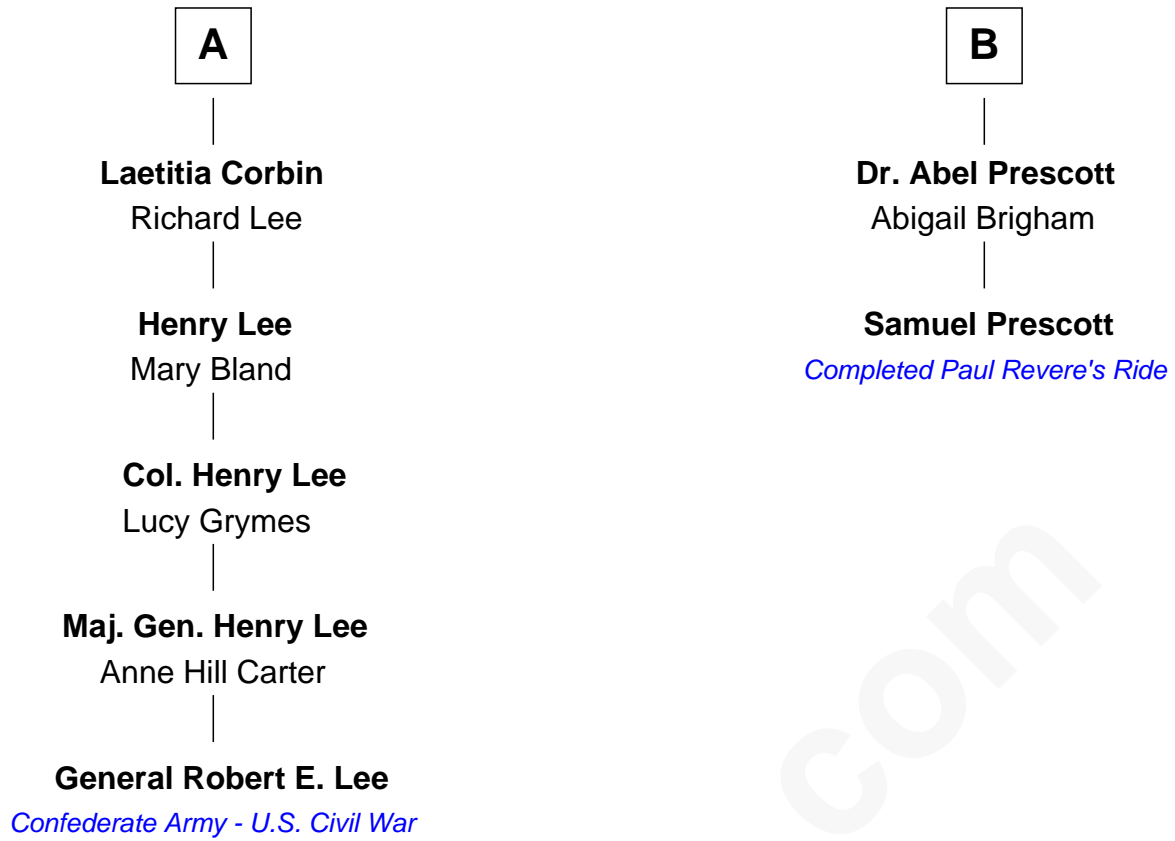 A
Laetitia Corbin
Richard Lee
Henry Lee
Mary Bland
Col. Henry Lee
Lucy Grymes
Maj. Gen. Henry Lee
Anne Hill Carter
General Robert E. Lee
Confederate Army - U.S. Civil War
B
Dr. Abel Prescott
Abigail Brigham
Samuel Prescott
Completed Paul Revere's Ride
com